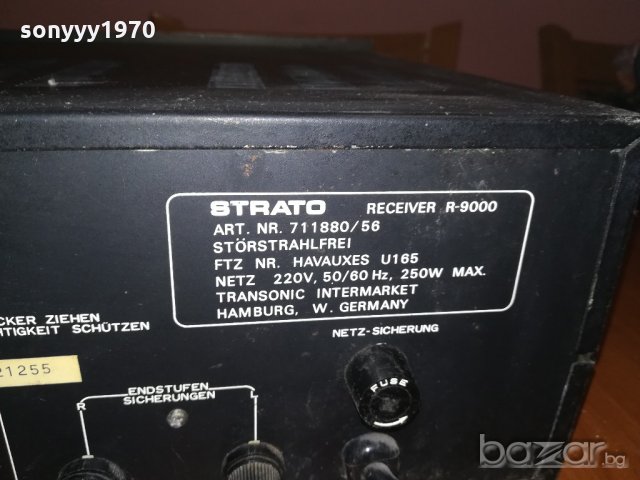 sonyyy1970
STRATO RECEIVER R-9000
ART. NR. 711880/56
STÖRSTRAHLFREI
FTZ NR. HAVAUXES U165
NETZ 220V, 50/60 Hz, 250W MAX.
TRANSONIC INTERMARKET
HAMBURG, W. GERMANY
CKER ZIEHEN
HTIGKEIT SCHÜTZEN
NETZ-SICHERUNG
21255
ENDSTUFEN
SICHERUNGEN
R L
FUSE
bazar.bg